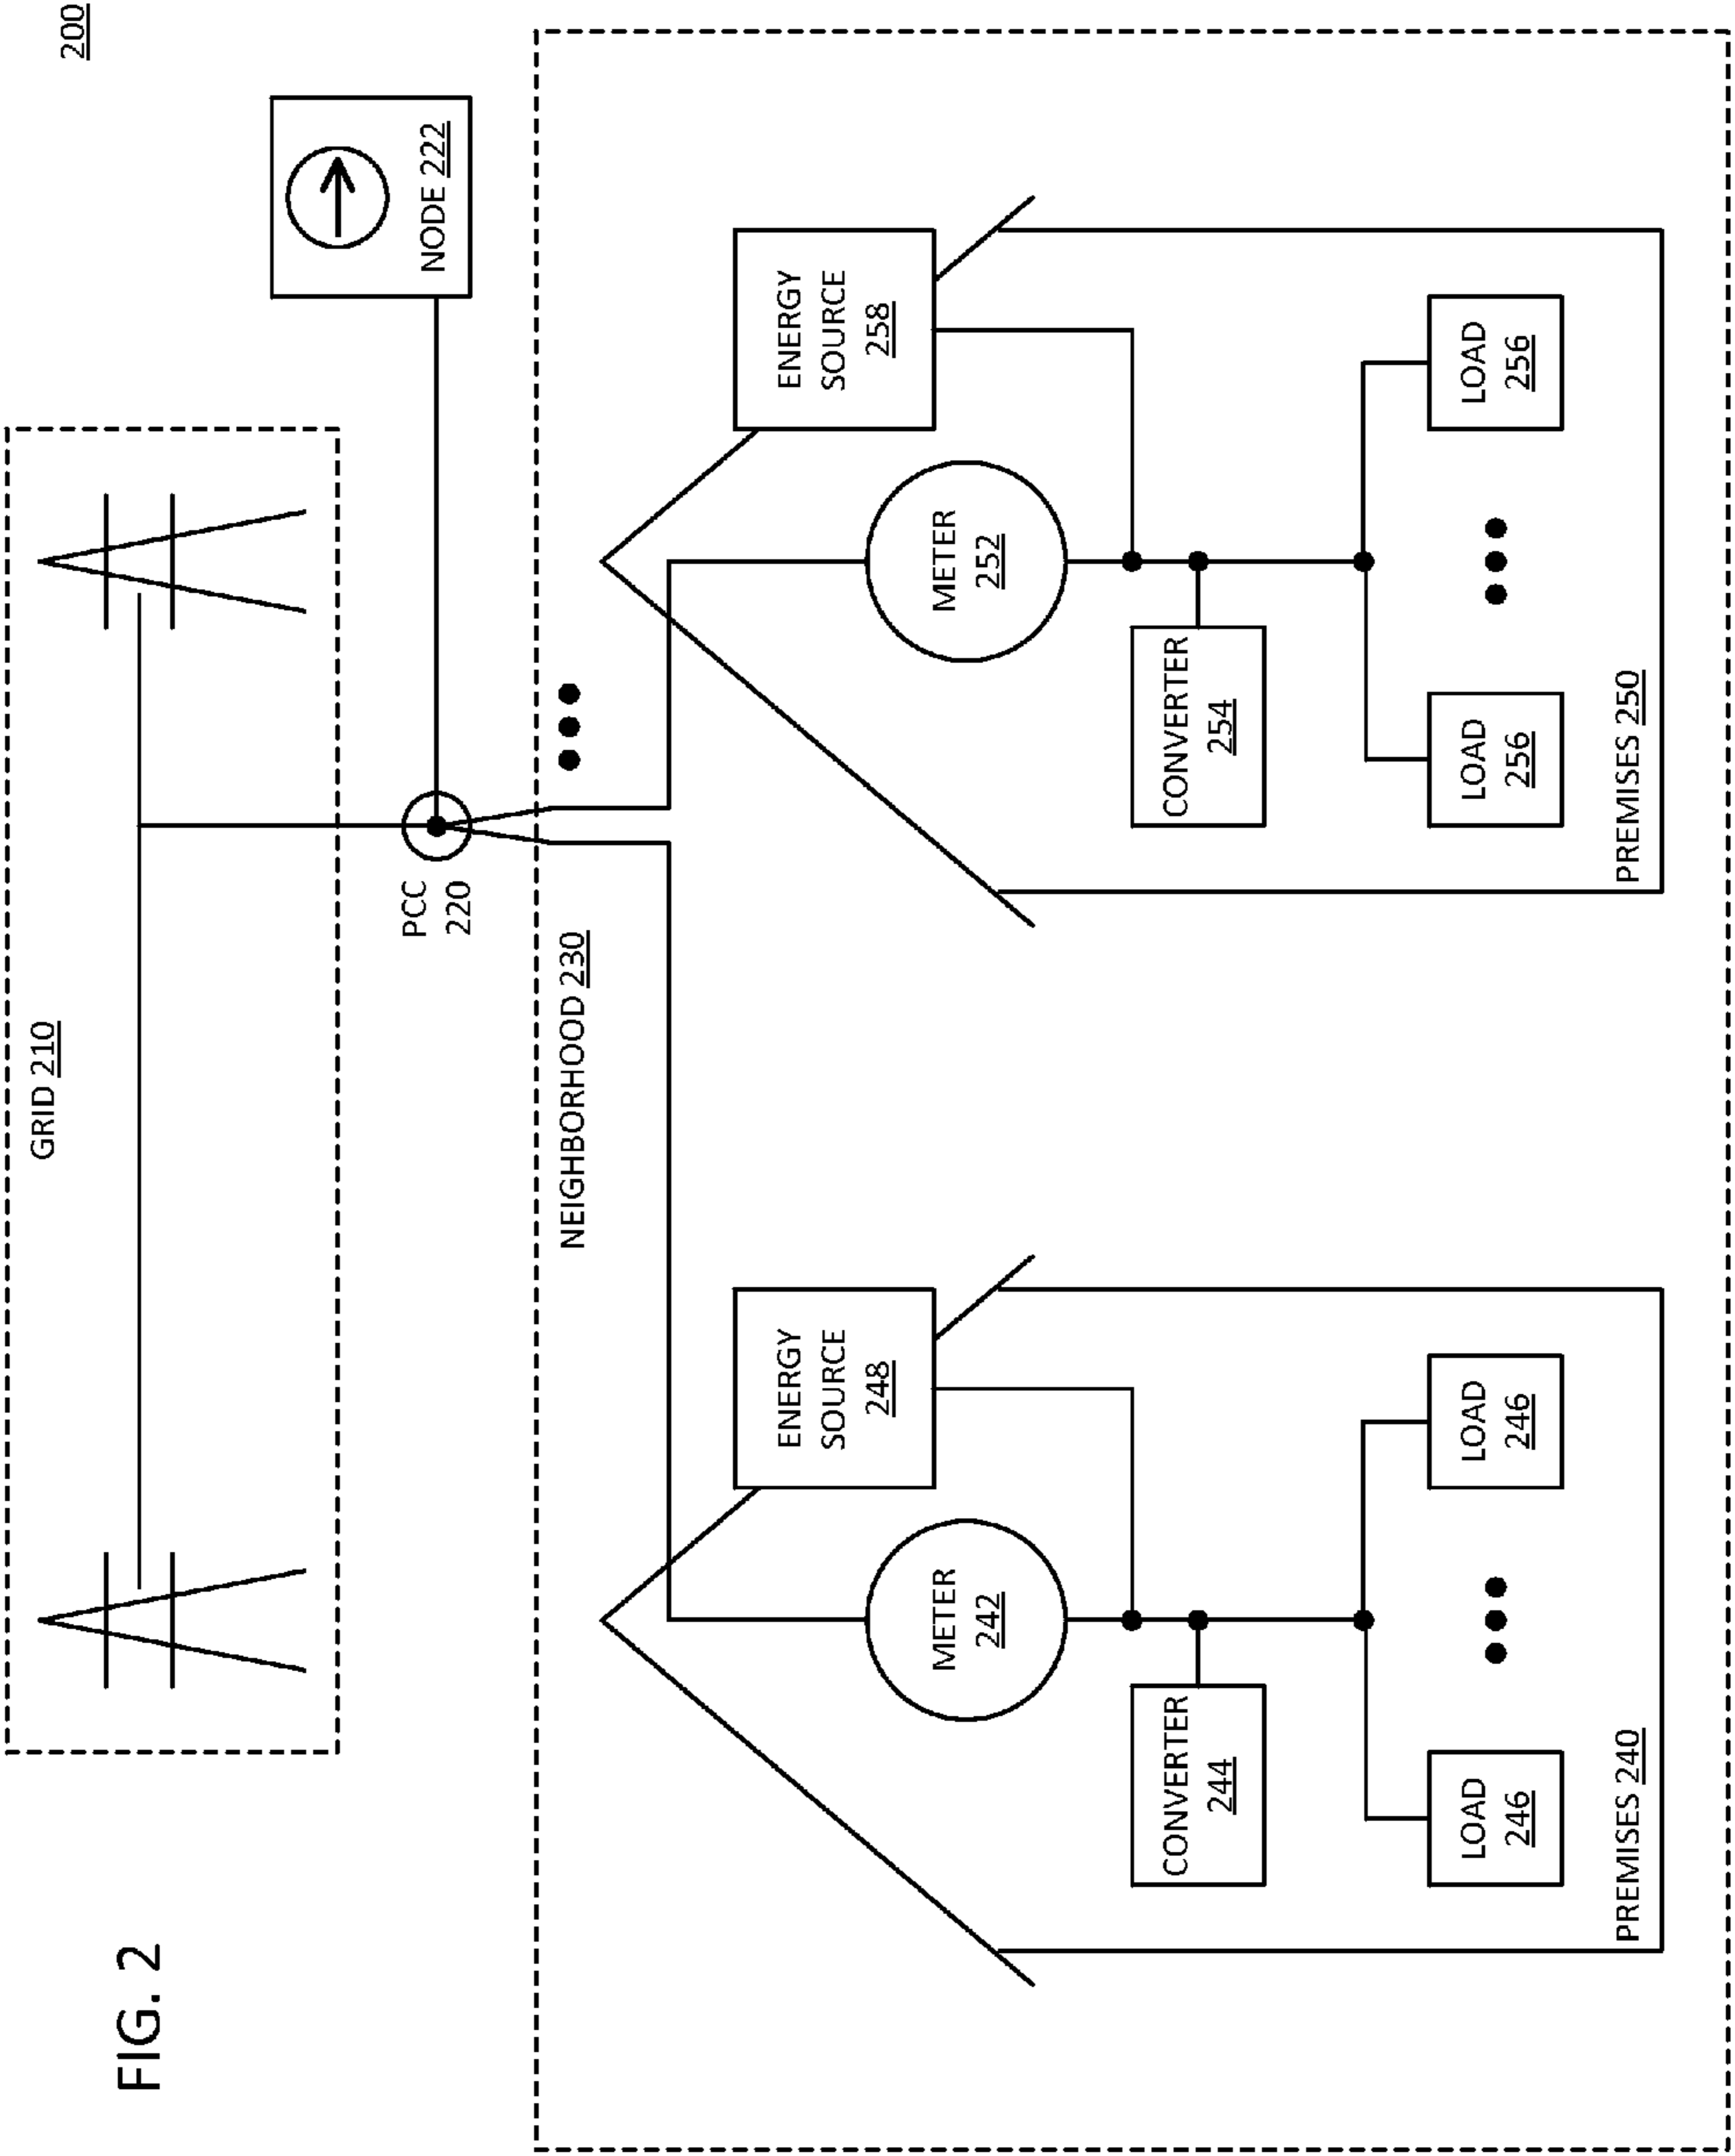 FIG. 2
200
GRID 210
PCC
220
NODE 222
NEIGHBORHOOD 230
ENERGY
SOURCE
248
METER
242
CONVERTER
244
LOAD
246
LOAD
246
PREMISES 240
ENERGY
SOURCE
258
METER
252
CONVERTER
254
LOAD
256
LOAD
256
PREMISES 250